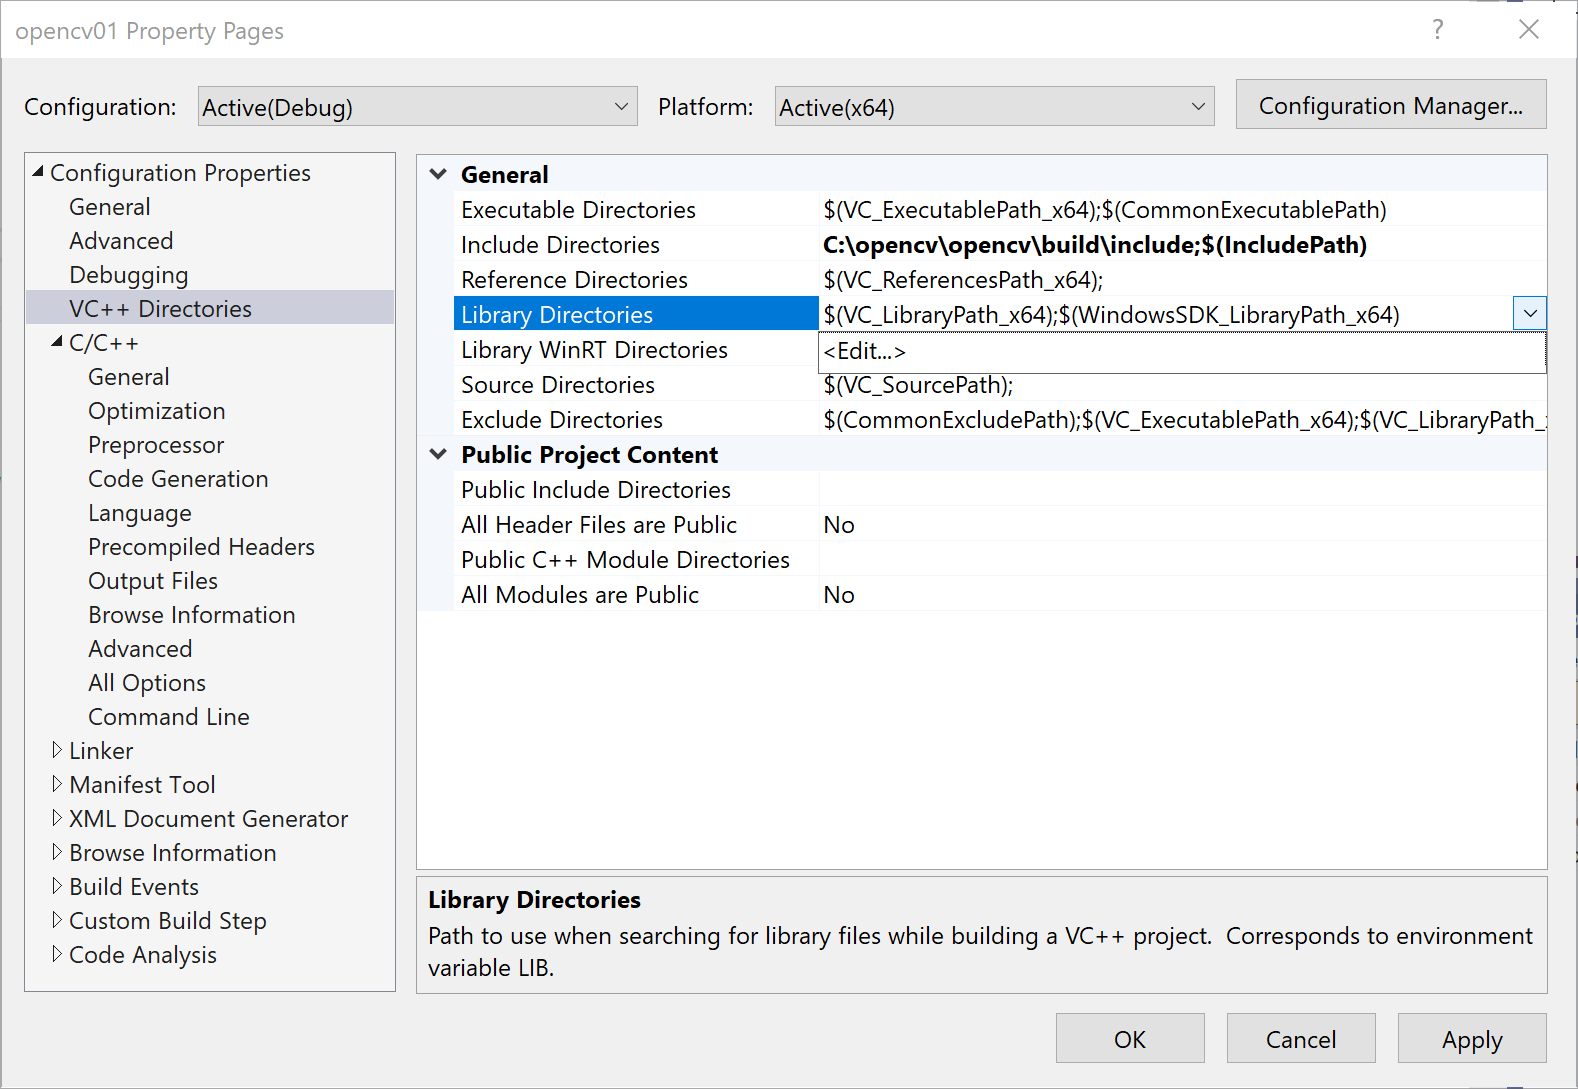 opencv01 Property Pages
?
Configuration: Active(Debug) Platform: Active(x64) Configuration Manager...
Configuration Properties
General
Advanced
Debugging
VC++ Directories
C/C++
General
Optimization
Preprocessor
Code Generation
Language
Precompiled Headers
Output Files
Browse Information
Advanced
All Options
Command Line
Linker
Manifest Tool
XML Document Generator
Browse Information
Build Events
Custom Build Step
Code Analysis
General
Executable Directories $(VC_ExecutablePath_x64);$(CommonExecutablePath)
Include Directories C:\opencv\opencv\build\include;$(IncludePath)
Reference Directories $(VC_ReferencesPath_x64);
Library Directories $(VC_LibraryPath_x64);$(WindowsSDK_LibraryPath_x64)
Library WinRT Directories <Edit...>
Source Directories $(VC_SourcePath);
Exclude Directories $(CommonExcludePath);$(VC_ExecutablePath_x64);$(VC_LibraryPath_
Public Project Content
Public Include Directories
All Header Files are Public No
Public C++ Module Directories
All Modules are Public No
Library Directories
Path to use when searching for library files while building a VC++ project.  Corresponds to environment
variable LIB.
OK Cancel Apply